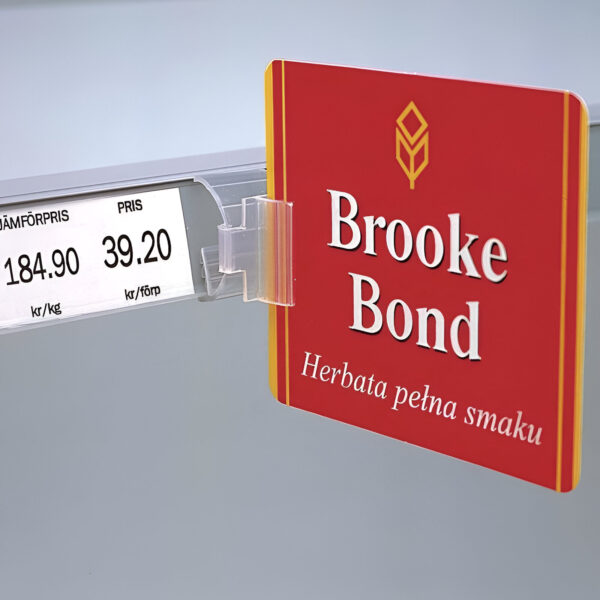 JÄMFÖRPRIS PRIS
184.90 39.20
kr/kg kr/förp
Brooke
Bond
Herbata pełna smaku